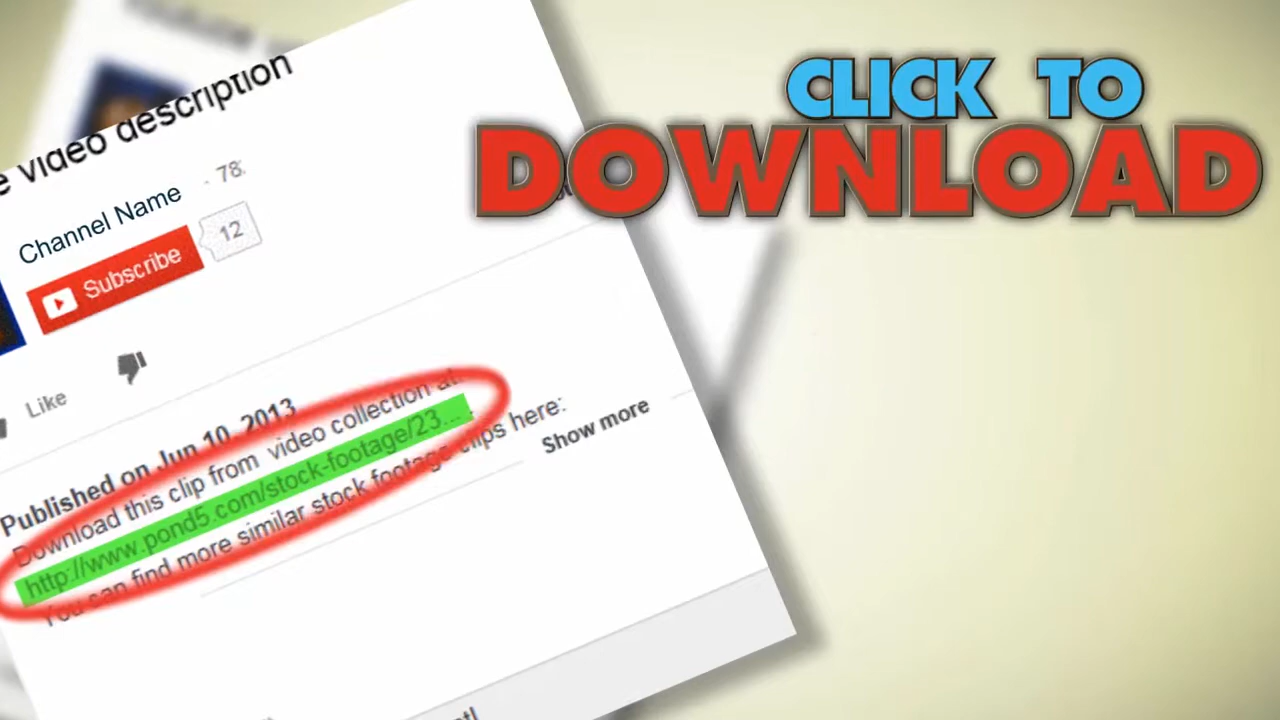 CLICK TO
DOWNLOAD
video description
Channel Name
78
Subscribe
12
Like
Published on Jun 10, 2013
Download this clip from video collection at
http://www.pond5.com/stock-footage/23...
You can find more similar stock footage clips here:
Show more